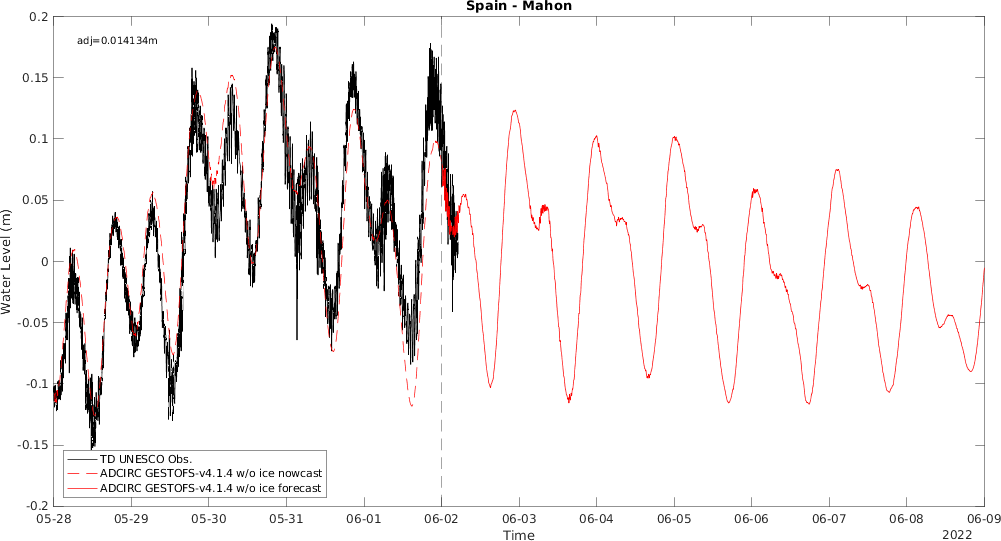 Spain - Mahon
adj=0.014134m
0.2
0.15
0.1
0.05
0
-0.05
-0.1
-0.15
-0.2
Water Level (m)
TD UNESCO Obs.
ADCIRC GESTOFS-v4.1.4 w/o ice nowcast
ADCIRC GESTOFS-v4.1.4 w/o ice forecast
05-28 05-29 05-30 05-31 06-01 06-02 06-03 06-04 06-05 06-06 06-07 06-08 06-09
Time
2022